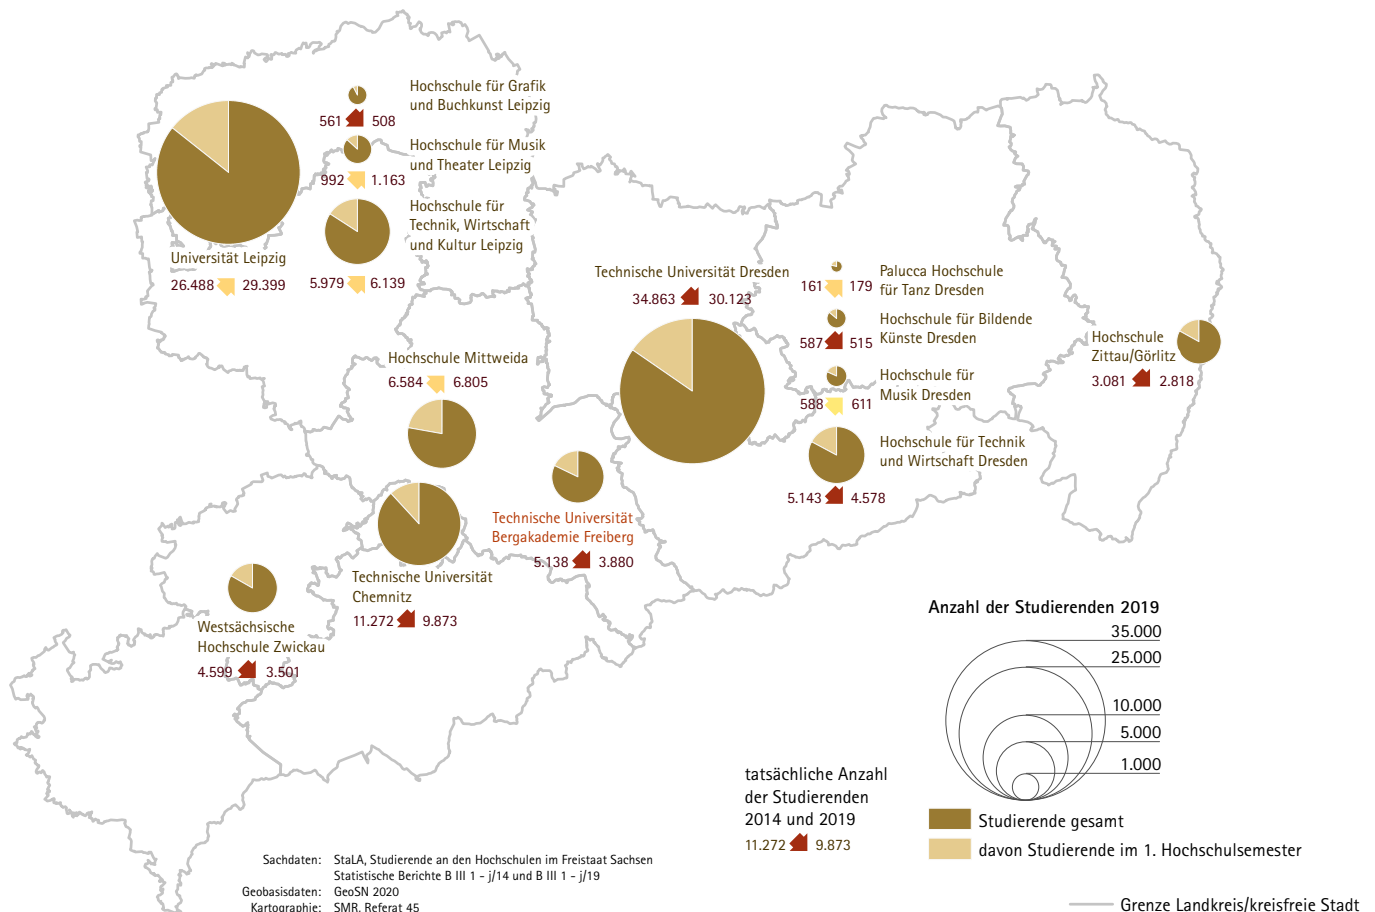 Hochschule für Grafik
und Buchkunst Leipzig
561 508
Hochschule für Musik
und Theater Leipzig
992 1.163
Hochschule für
Technik, Wirtschaft
und Kultur Leipzig
5.979 6.139
Universität Leipzig
26.488 29.399
Technische Universität Dresden
34.863 30.123
Palucca Hochschule
für Tanz Dresden
161 179
Hochschule für Bildende
Künste Dresden
587 515
Hochschule für
Musik Dresden
588 611
Hochschule für Technik
und Wirtschaft Dresden
5.143 4.578
Hochschule
Zittau/Görlitz
3.081 2.818
Hochschule Mittweida
6.584 6.805
Technische Universität
Bergakademie Freiberg
5.138 3.880
Technische Universität
Chemnitz
11.272 9.873
Westsächsische
Hochschule Zwickau
4.599 3.501
Anzahl der Studierenden 2019
35.000
25.000
10.000
5.000
1.000
tatsächliche Anzahl
der Studierenden
2014 und 2019
11.272 9.873
Studierende gesamt
davon Studierende im 1. Hochschulsemester
Grenze Landkreis/kreisfreie Stadt
Sachdaten: StaLA, Studierende an den Hochschulen im Freistaat Sachsen
Statistische Berichte B III 1 - j/14 und B III 1 - j/19
Geobasisdaten: GeoSN 2020
Kartographie: SMR, Referat 45